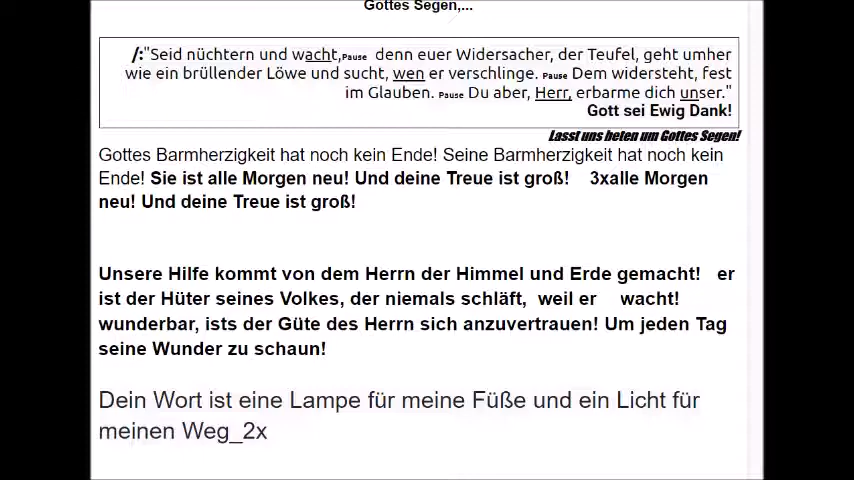 Gottes Segen,...
/:"Seid nüchtern und wacht,Pause denn euer Widersacher, der Teufel, geht umher
wie ein brüllender Löwe und sucht, wen er verschlinge. Pause Dem widersteht, fest
im Glauben. Pause Du aber, Herr, erbarme dich unser."
Gott sei Ewig Dank!
Lasst uns beten um Gottes Segen!
Gottes Barmherzigkeit hat noch kein Ende! Seine Barmherzigkeit hat noch kein
Ende! Sie ist alle Morgen neu! Und deine Treue ist groß! 3xalle Morgen
neu! Und deine Treue ist groß!
Unsere Hilfe kommt von dem Herrn der Himmel und Erde gemacht! er
ist der Hüter seines Volkes, der niemals schläft, weil er wacht!
wunderbar, ists der Güte des Herrn sich anzuvertrauen! Um jeden Tag
seine Wunder zu schaun!
Dein Wort ist eine Lampe für meine Füße und ein Licht für
meinen Weg_2x